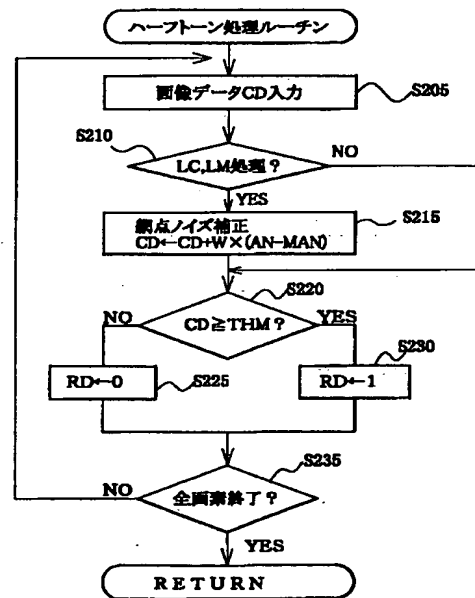 ハーフトーン処理ルーチン
画像データCD入力
S205
S210
LC,LM処理？
NO
YES
網点ノイズ補正
CD←CD+W×(AN-MAN)
S215
S220
NO
CD≧THM？
YES
RD←0
S225
RD←1
S230
S235
NO
全画素終了？
YES
RETURN